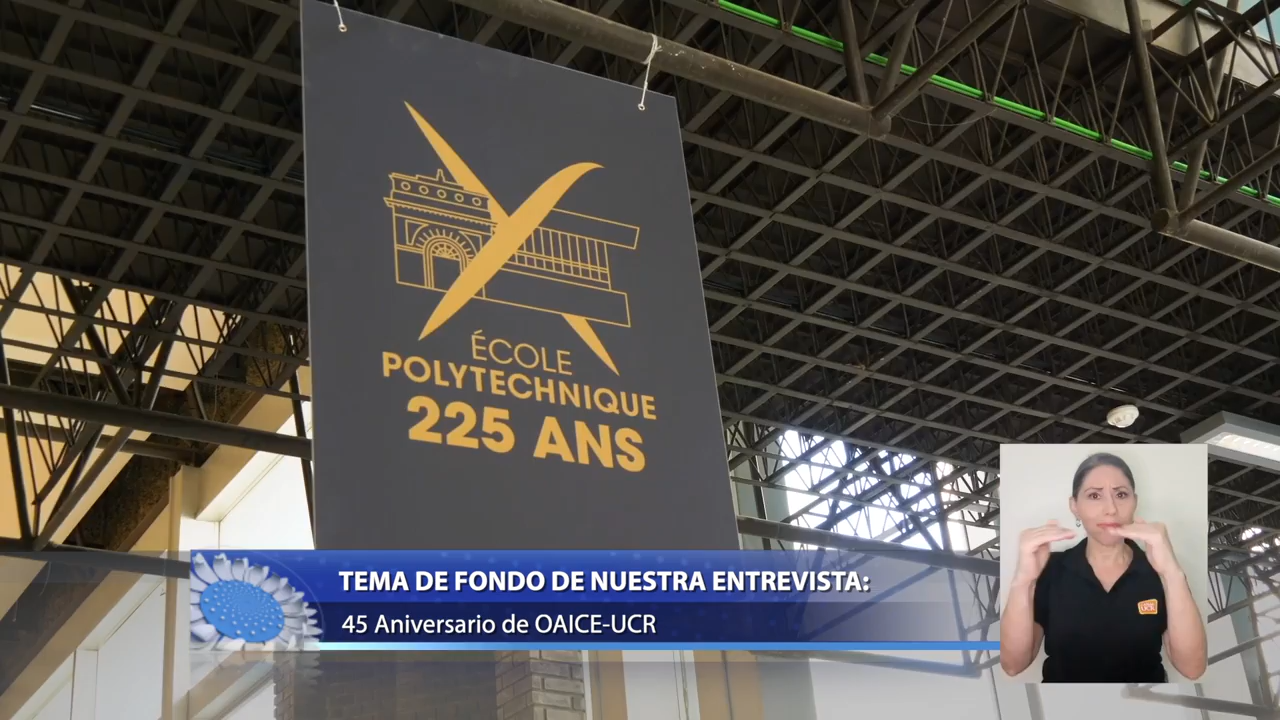 ÉCOLE
POLYTECHNIQUE
225 ANS
TEMA DE FONDO DE NUESTRA ENTREVISTA:
45 Aniversario de OAICE-UCR